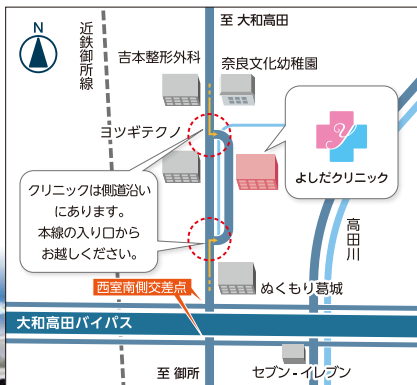 至 大和高田
近鉄御所線
N
吉本整形外科
奈良文化幼稚園
ヨツギテクノ
y
よしだクリニック
クリニックは側道沿い
にあります。
本線の入り口から
お越しください。
高田川
ぬくもり葛城
西室南側交差点
大和高田バイパス
至 御所
セブン-イレブン